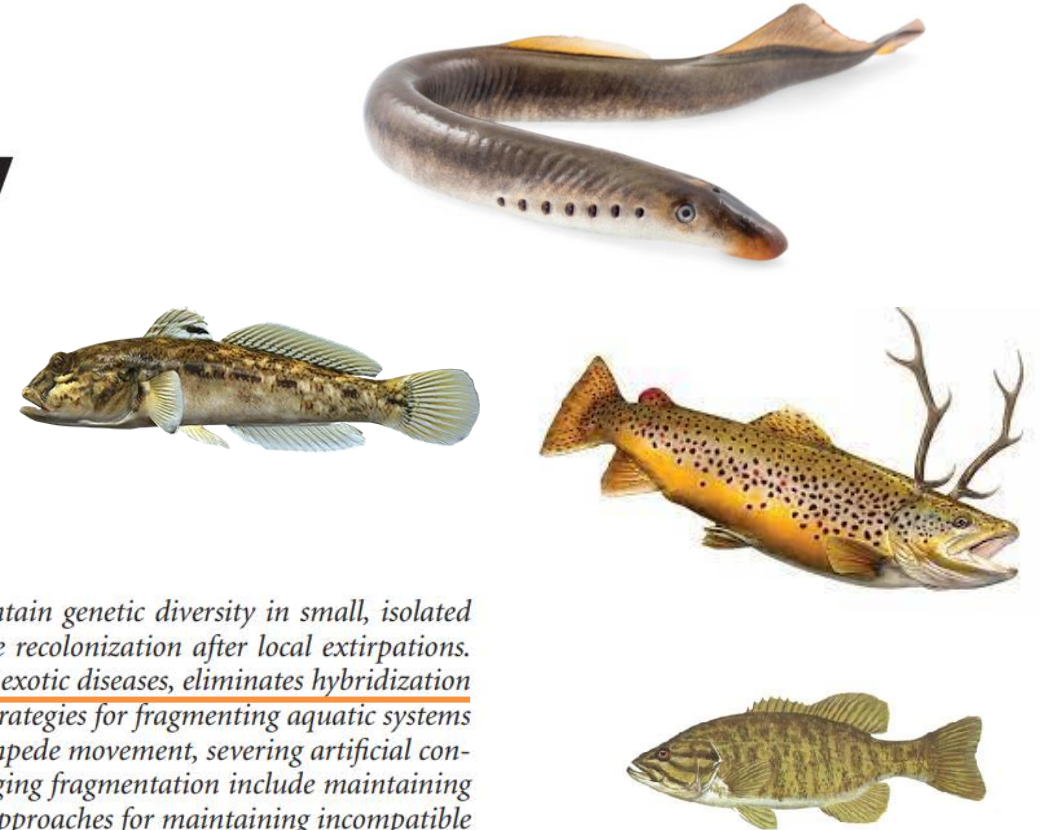 ntain genetic diversity in small, isolated
e recolonization after local extirpations.
exotic diseases, eliminates hybridization
rategies for fragmenting aquatic systems
npede movement, severing artificial con-
ging fragmentation include maintaining
pproaches for maintaining incompatible